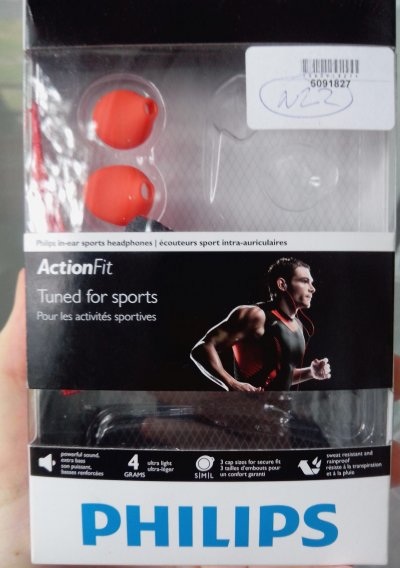 6091827
N22
Philips in-ear sports headphones | écouteurs sport intra-auriculaires
ActionFit
Tuned for sports
Pour les activités sportives
powerful sound,
extra bass
son puissant,
basses renforcées
4
GRAMS
ultra light
ultra-léger
S|M|L
3 cap sizes for secure fit
3 tailles d'embouts pour
un confort garanti
sweat resistant and
rainproof
résiste à la transpiration
et à la pluie
PHILIPS